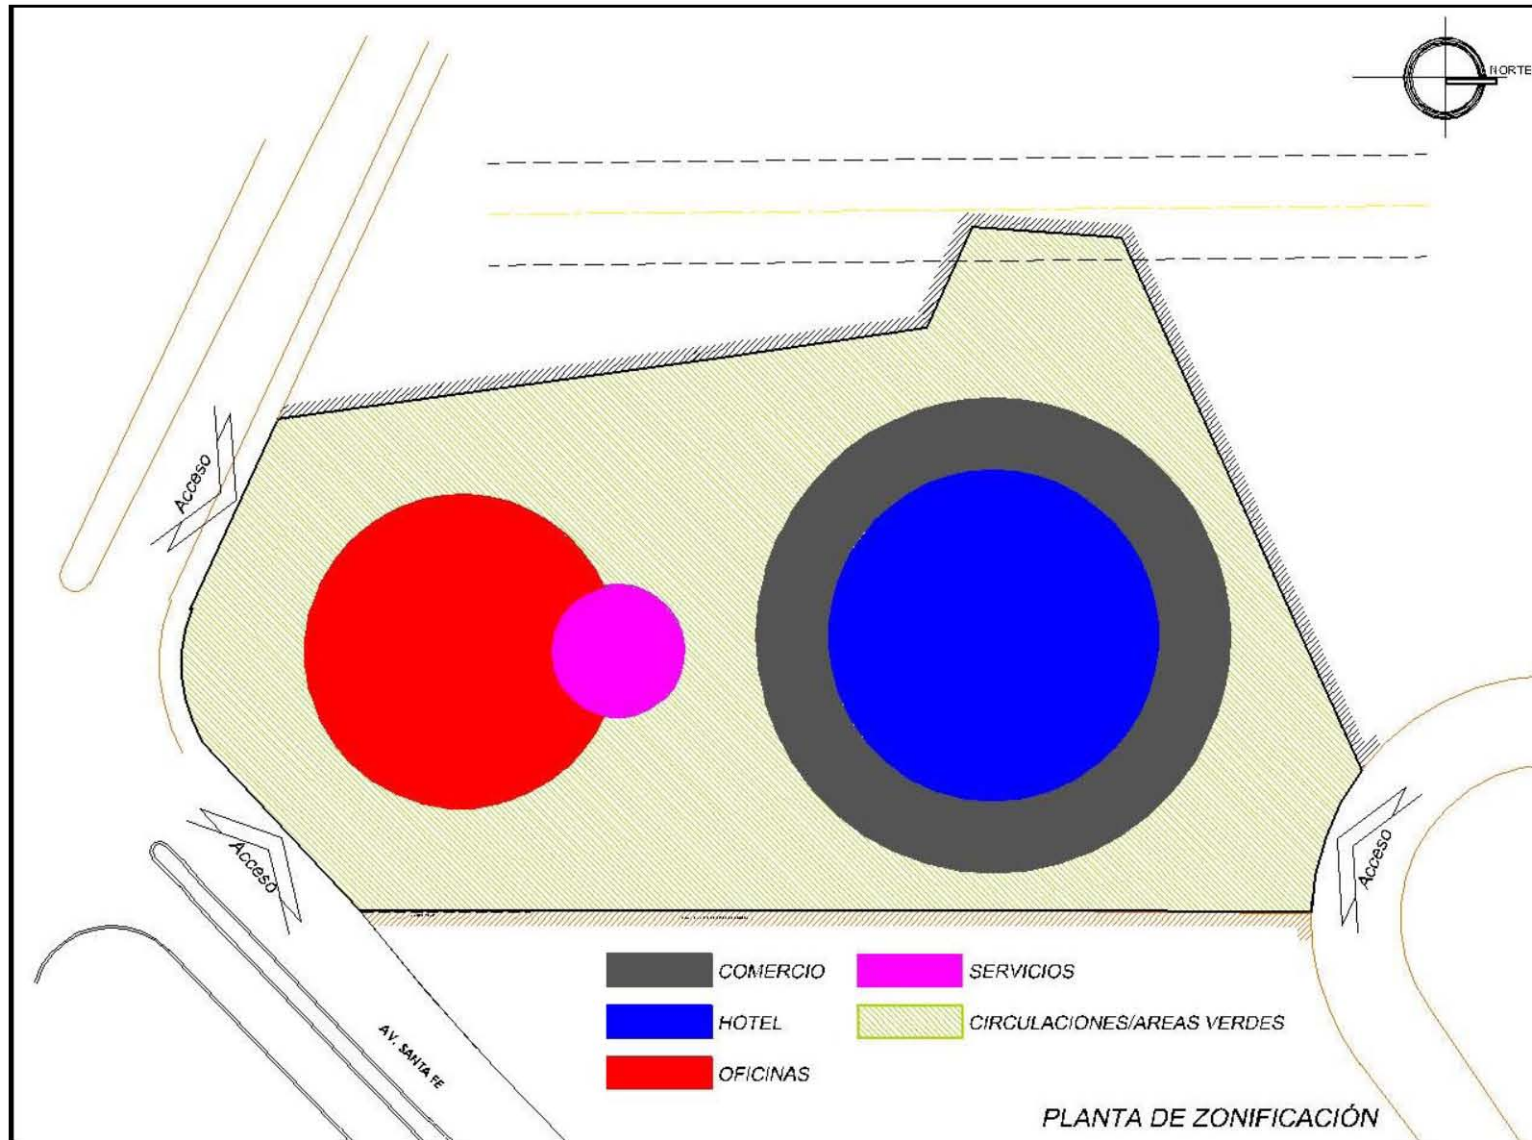 NORTE
Acceso
Acceso
Acceso
AV. SANTA FE
COMERCIO
SERVICIOS
HOTEL
CIRCULACIONES/AREAS VERDES
OFICINAS
PLANTA DE ZONIFICACIÓN